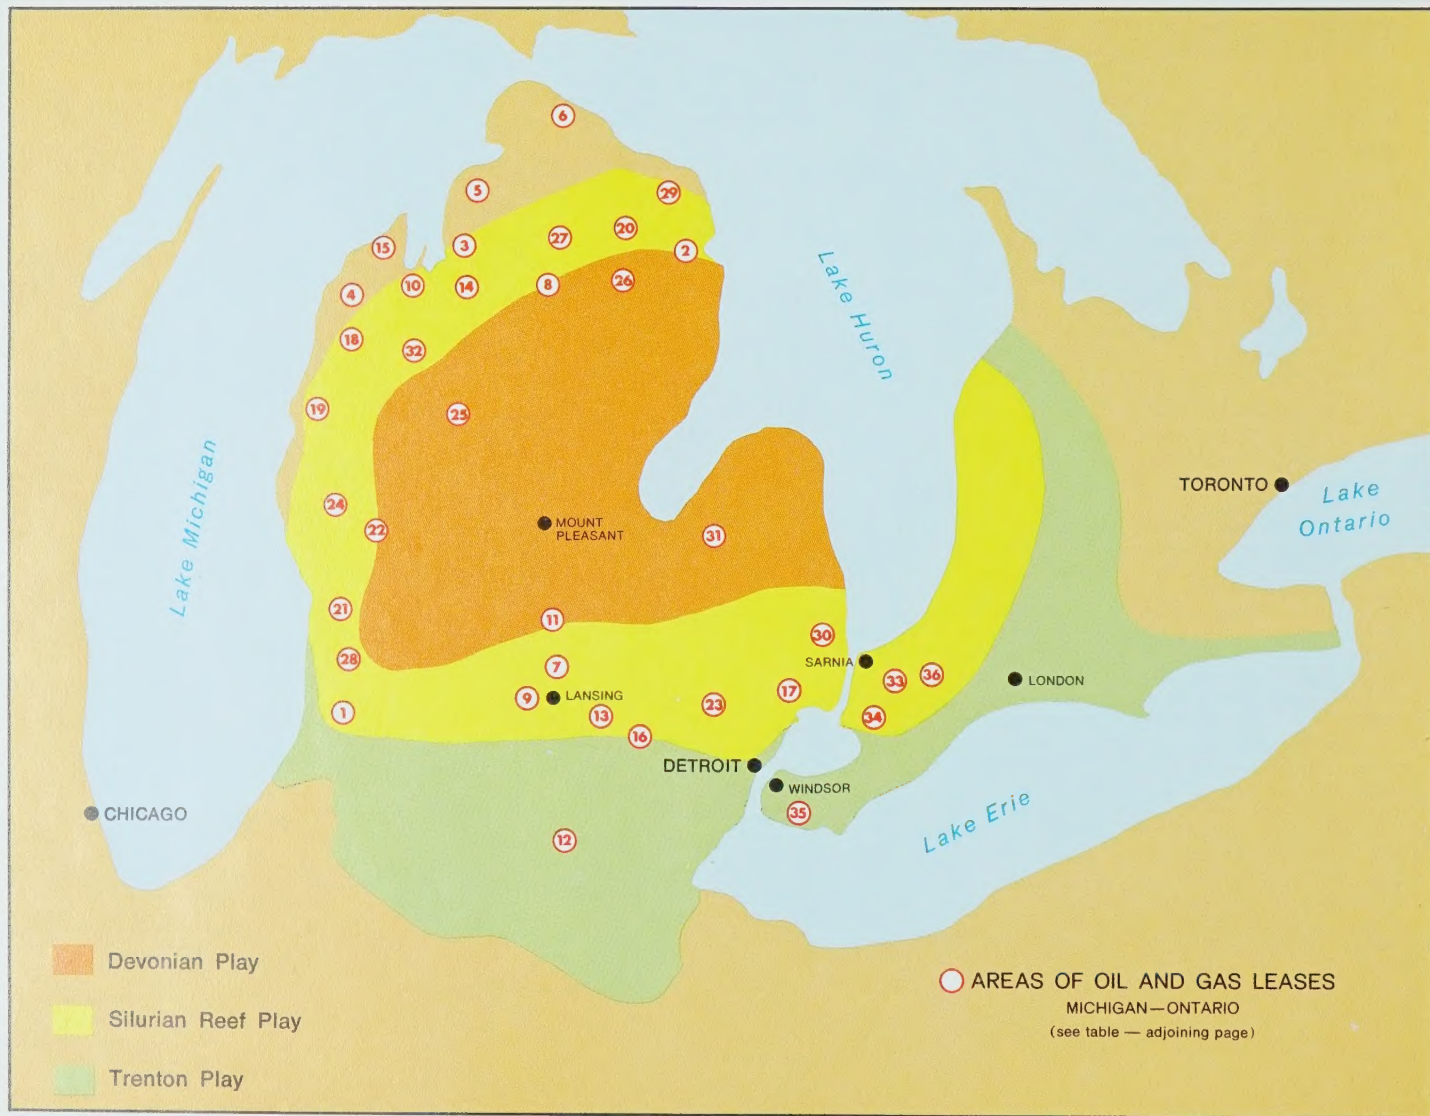 6
5
29
20
27
15
3
2
26
10
14
8
4
18
32
19
25
Lake Huron
Lake Michigan
24
22
MOUNT
PLEASANT
31
TORONTO
Lake
Ontario
21
11
28
7
30
SARNIA
33
36
LONDON
9
LANSING
1
13
23
17
34
16
DETROIT
WINDSOR
35
CHICAGO
12
Lake Erie
Devonian Play
Silurian Reef Play
Trenton Play
AREAS OF OIL AND GAS LEASES
MICHIGAN—ONTARIO
(see table — adjoining page)